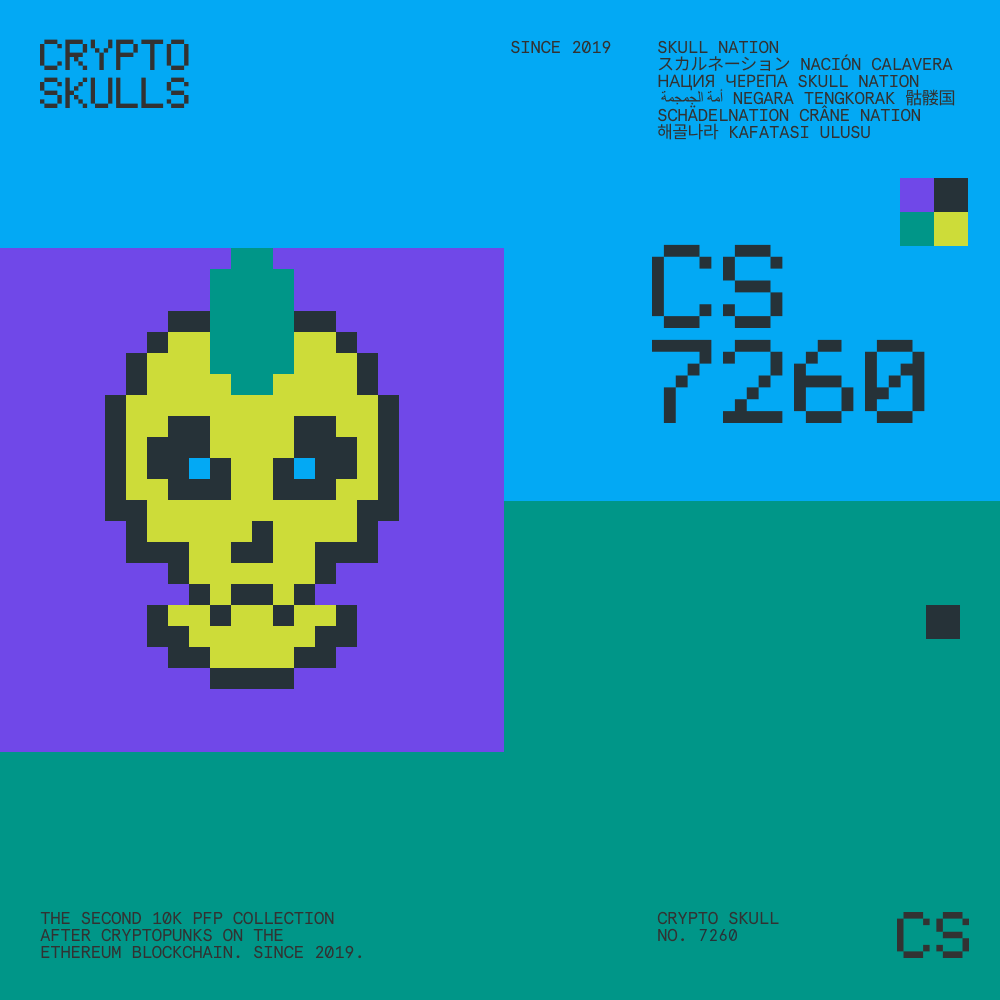 CRYPTO
SKULLS
SINCE 2019
SKULL NATION
スカルネーション NACIÓN CALAVERA
НАЦИЯ ЧЕРЕПА SKULL NATION
أمة الجمجمة NEGARA TENGKORAK 骷髅国
SCHÄDELNATION CRÂNE NATION
해골나라 KAFATASI ULUSU
CS
7260
THE SECOND 10K PFP COLLECTION
AFTER CRYPTOPUNKS ON THE
ETHEREUM BLOCKCHAIN. SINCE 2019.
CRYPTO SKULL
NO. 7260
CS